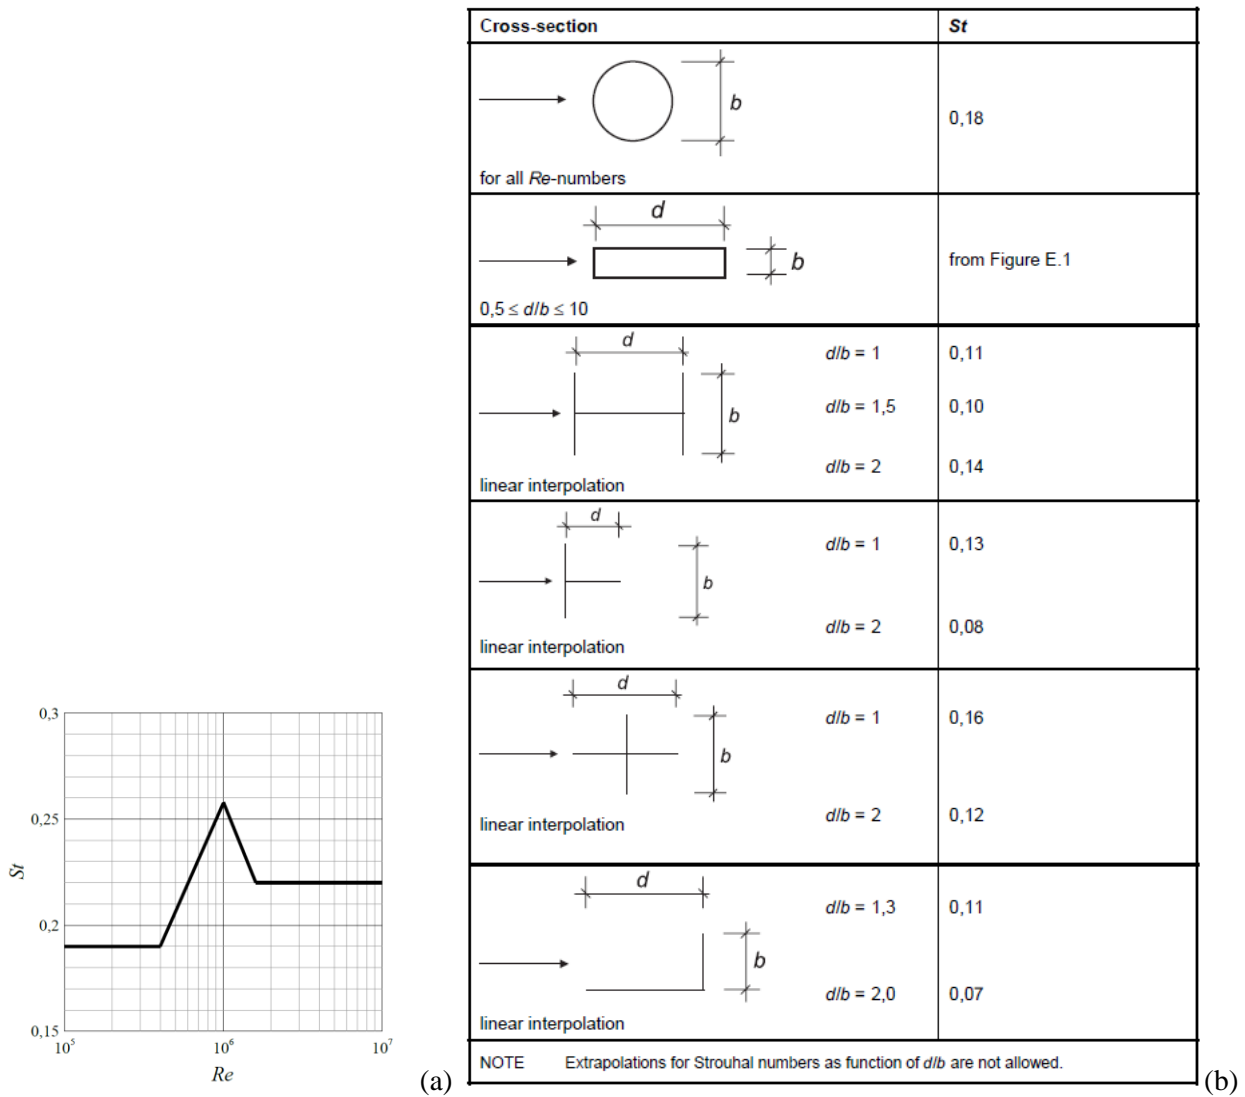 0,3
0,25
0,2
0,15
St
10⁵
10⁶
10⁷
Re
(a)
Cross-section St
b
0,18
for all Re-numbers
d
b
from Figure E.1
0,5 ≤ d/b ≤ 10
d
d/b = 1 0,11
b
d/b = 1,5 0,10
d/b = 2 0,14
linear interpolation
d
d/b = 1 0,13
b
d/b = 2 0,08
linear interpolation
d
d/b = 1 0,16
b
d/b = 2 0,12
linear interpolation
d
d/b = 1,3 0,11
b
d/b = 2,0 0,07
linear interpolation
NOTE Extrapolations for Strouhal numbers as function of d/b are not allowed.
(b)